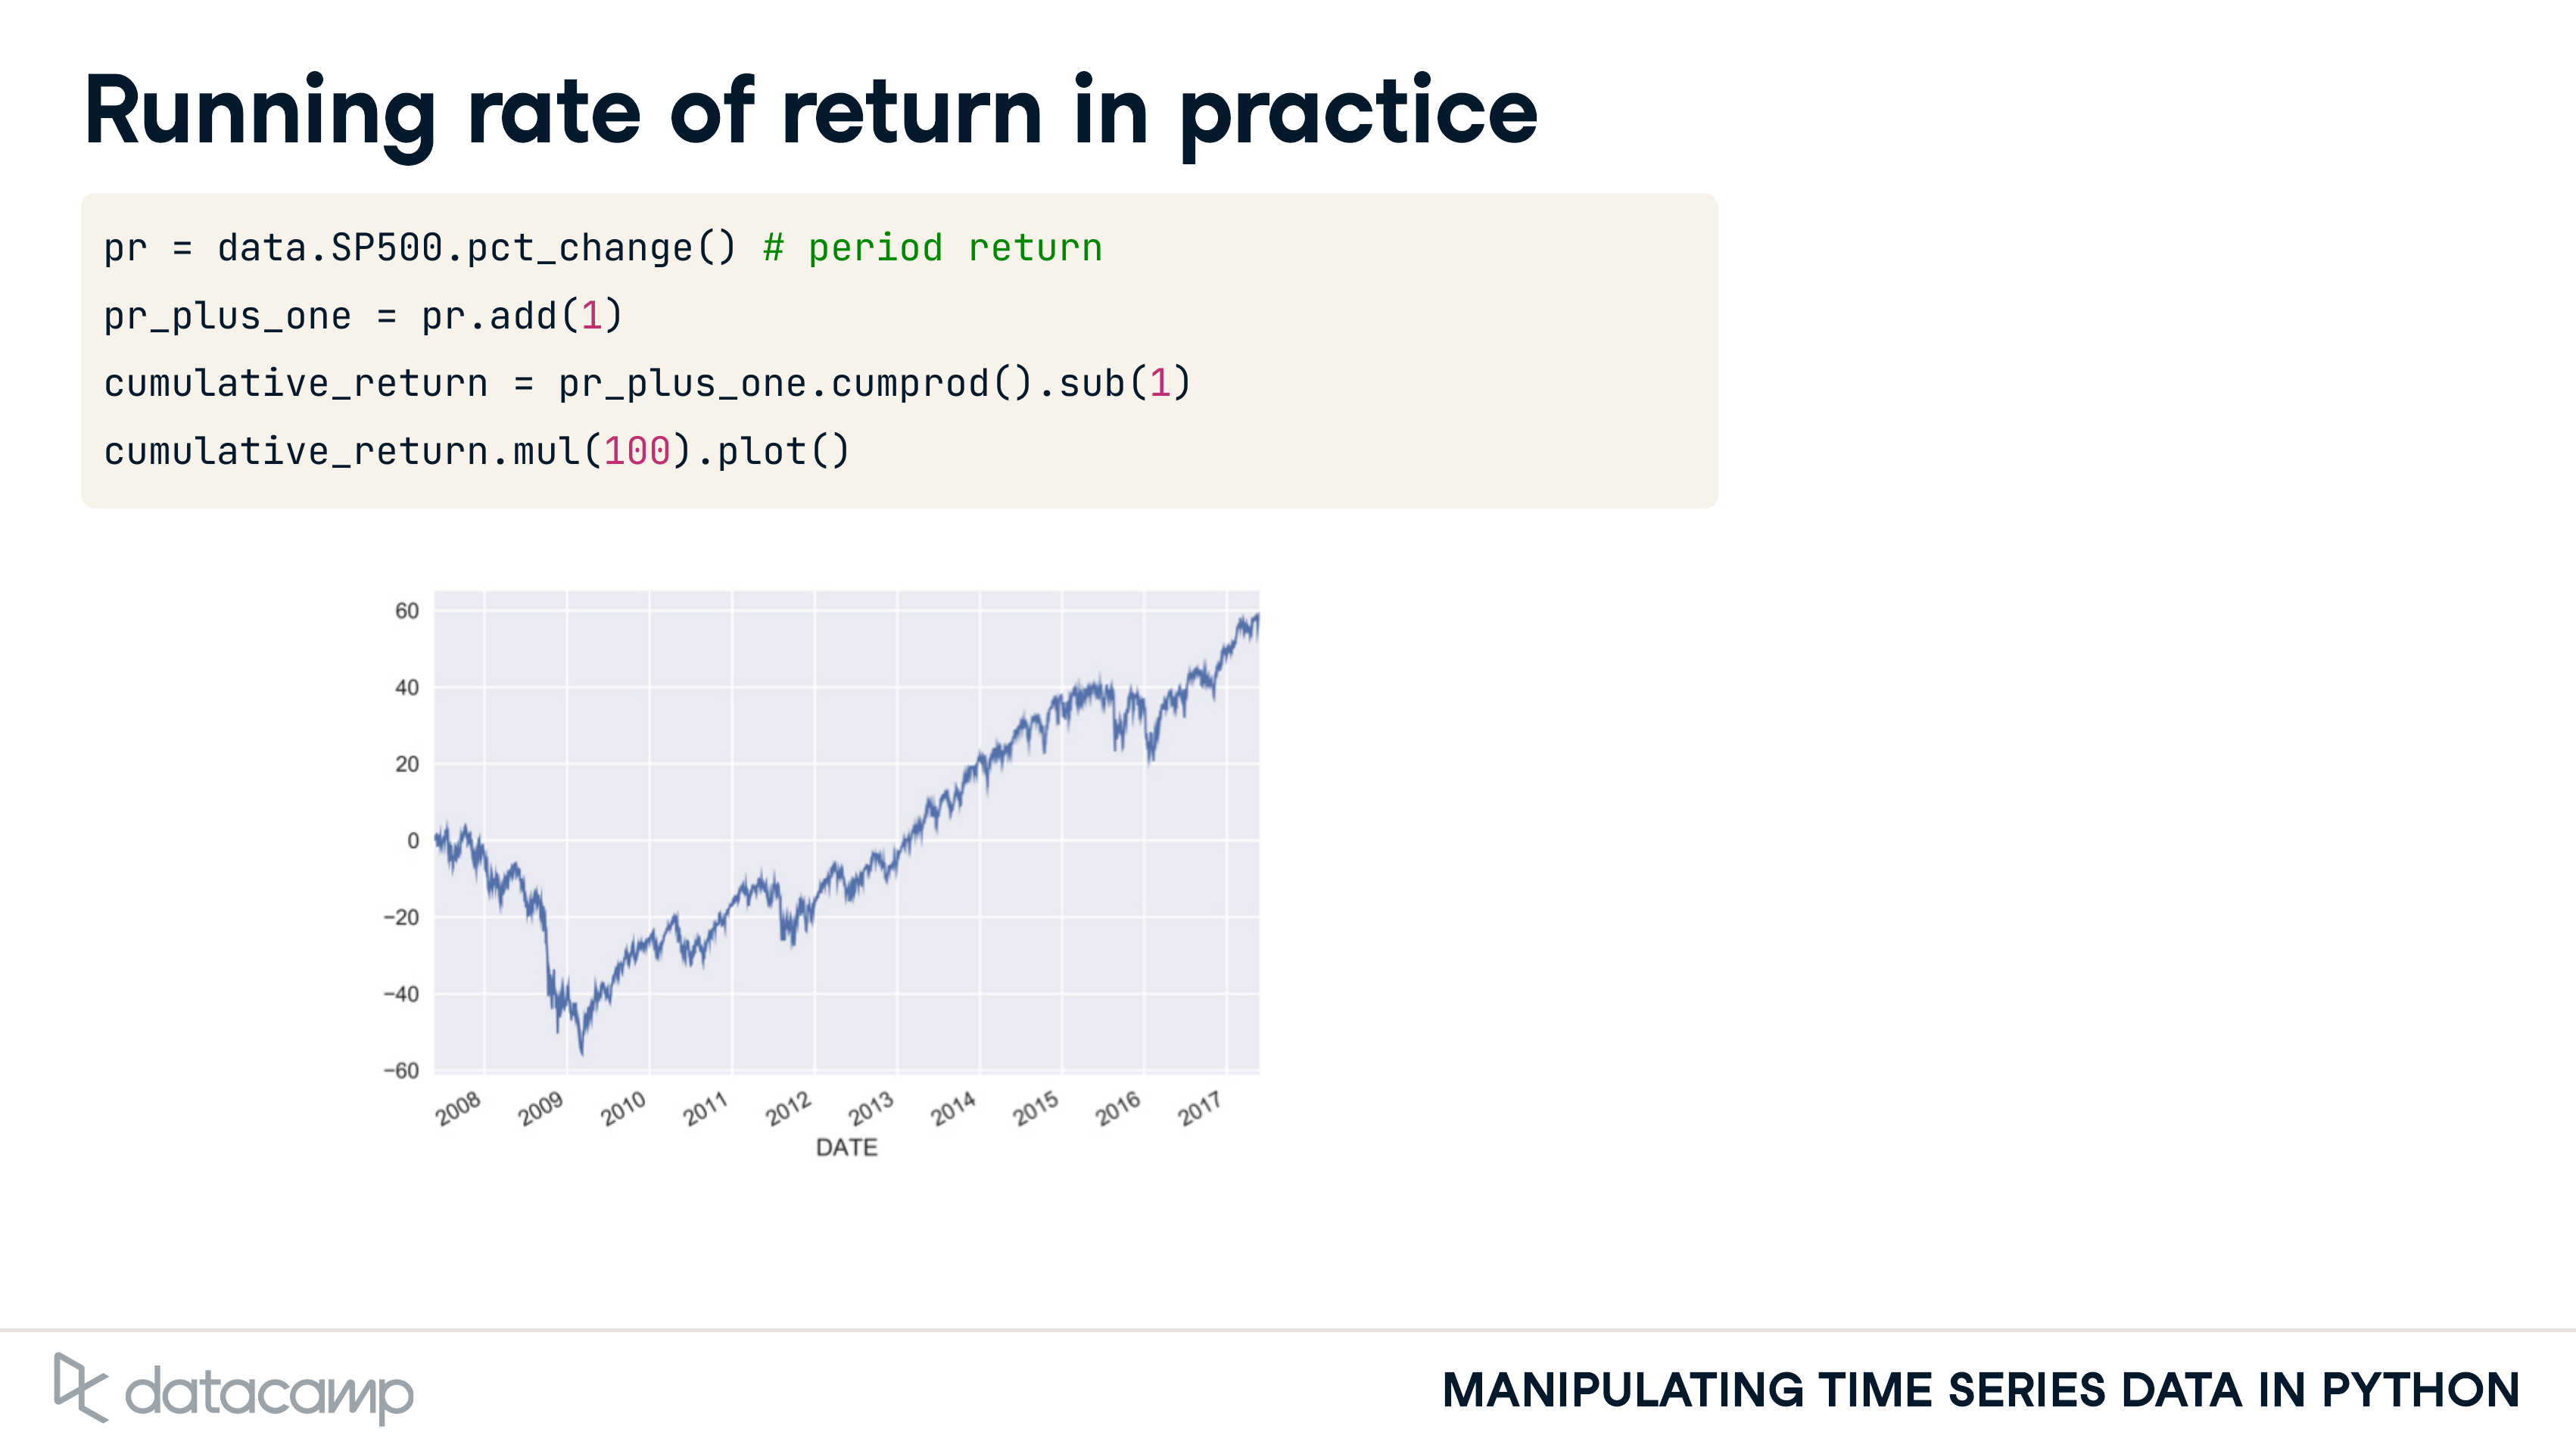 Running rate of return in practice
pr = data.SP500.pct_change() # period return
pr_plus_one = pr.add(1)
cumulative_return = pr_plus_one.cumprod().sub(1)
cumulative_return.mul(100).plot()
60
40
20
0
−20
−40
−60
2008 2009 2010 2011 2012 2013 2014 2015 2016 2017
DATE
datacamp
MANIPULATING TIME SERIES DATA IN PYTHON